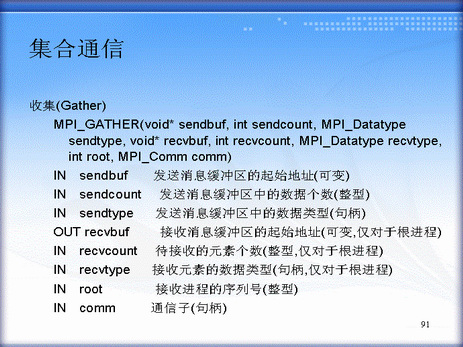 集合通信
收集(Gather)
MPI_GATHER(void* sendbuf, int sendcount, MPI_Datatype
sendtype, void* recvbuf, int recvcount, MPI_Datatype recvtype,
int root, MPI_Comm comm)
IN sendbuf 发送消息缓冲区的起始地址(可变)
IN sendcount 发送消息缓冲区中的数据个数(整型)
IN sendtype 发送消息缓冲区中的数据类型(句柄)
OUT recvbuf 接收消息缓冲区的起始地址(可变,仅对于根进程)
IN recvcount 待接收的元素个数(整型,仅对于根进程)
IN recvtype 接收元素的数据类型(句柄,仅对于根进程)
IN root 接收进程的序列号(整型)
IN comm 通信子(句柄)
91